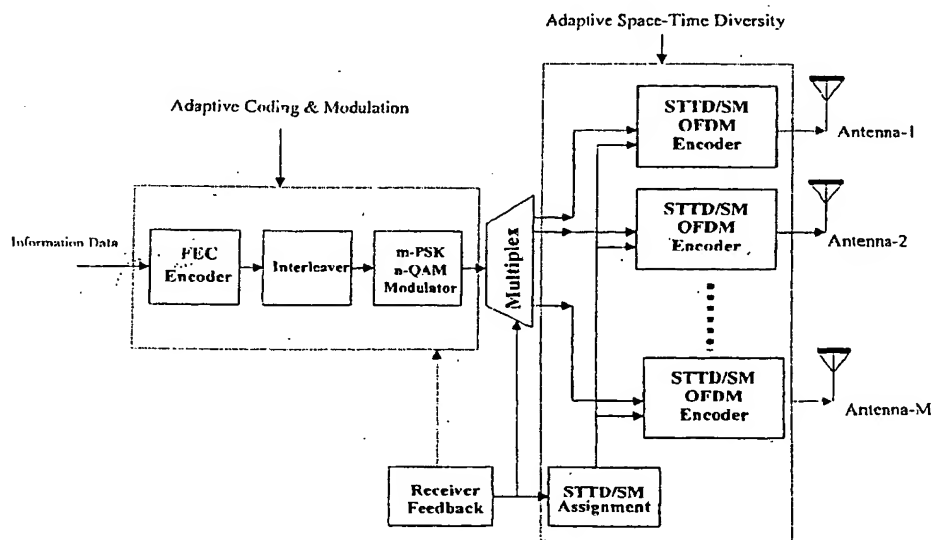 Adaptive Space-Time Diversity
Adaptive Coding & Modulation
STTD/SM
OFDM
Encoder
Antenna-1
Information Data
FEC
Encoder
Interleaver
m-PSK
n-QAM
Modulator
Multiplex
STTD/SM
OFDM
Encoder
Antenna-2
STTD/SM
OFDM
Encoder
Antenna-M
Receiver
Feedback
STTD/SM
Assignment